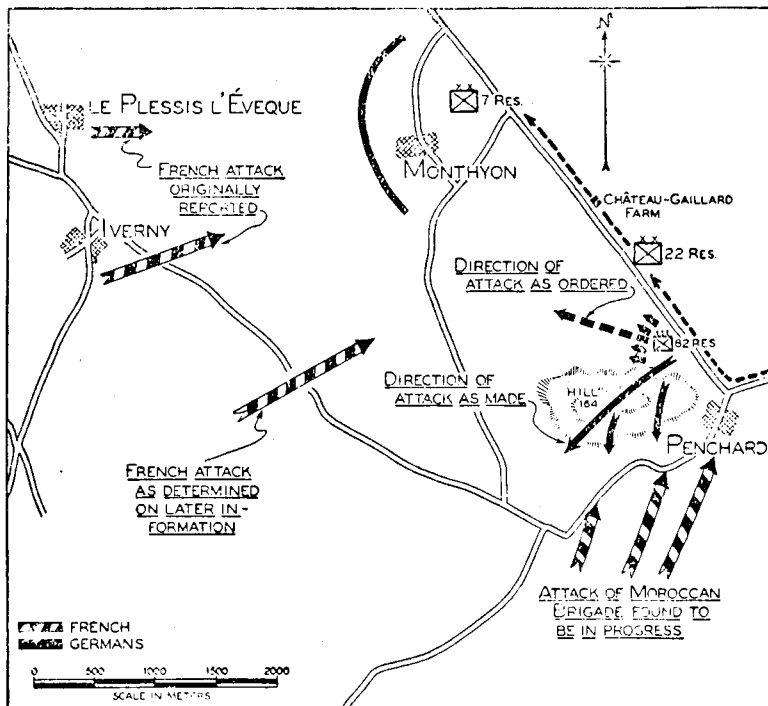 N
LE PLESSIS L'ÉVEQUE
FRENCH ATTACK
ORIGINALLY
REPORTED
IVERNY
7 RES.
MONTHYON
CHÂTEAU-GAILLARD
FARM
22 RES.
DIRECTION OF
ATTACK AS ORDERED
82 RES
DIRECTION OF
ATTACK AS MADE
HILL
164
PENCHARD
FRENCH ATTACK
AS DETERMINED
ON LATER IN-
FORMATION
ATTACK OF MOROCCAN
BRIGADE FOUND TO
BE IN PROGRESS
FRENCH
GERMANS
0 500 1000 1500 2000
SCALE IN METERS